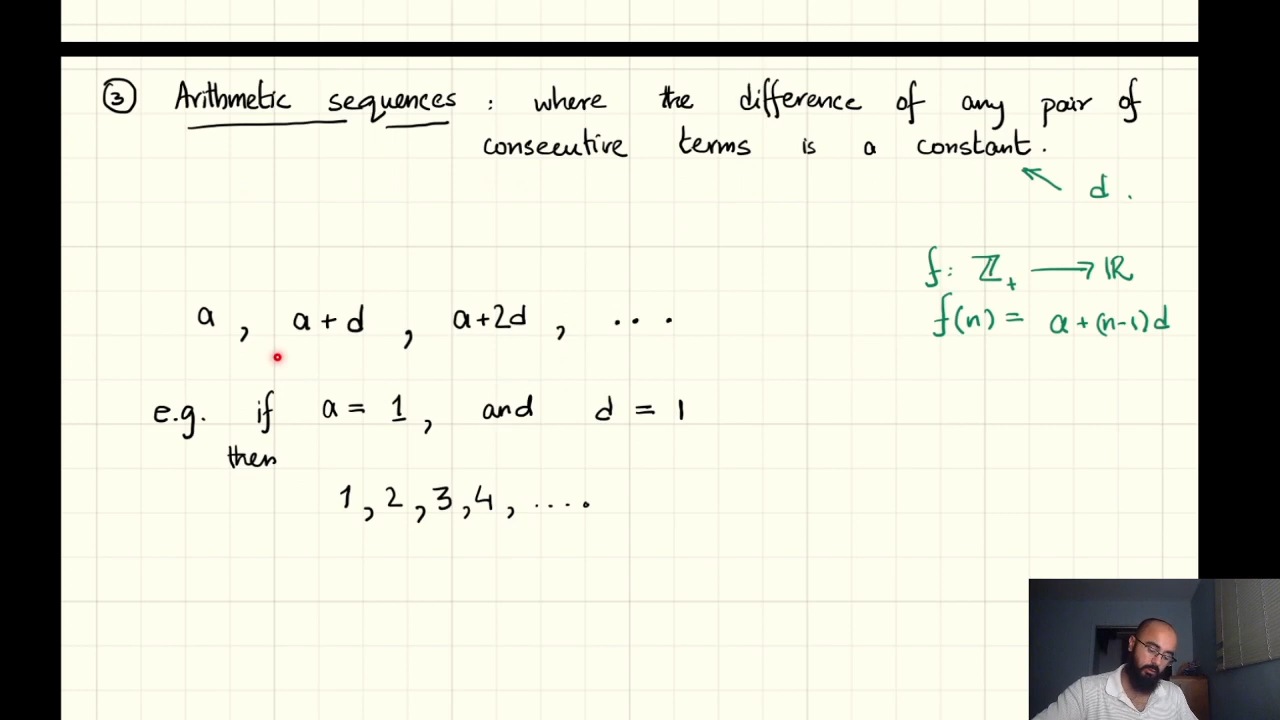 ③ Arithmetic sequences : where the difference of any pair of
consecutive terms is a constant.
d .
f: ℤ₊ ⟶ ℝ
f(n) = a+(n-1)d
a , a + d , a+2d , ...
e.g. if a = 1 , and d = 1
then
1 , 2 , 3 , 4 , ....